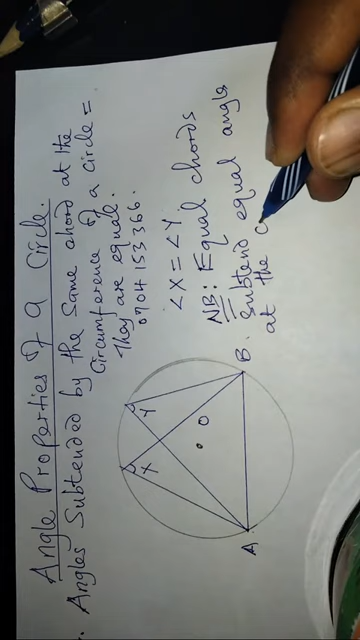 Angle Properties of a Circle.
. Angles Subtended by the Same chord at the
Circumference of a circle =
They are equal.
0704 153 366.
<X = <Y.
NB: Equal chords
Subtend equal angle
at the C
X
Y
O
A
B